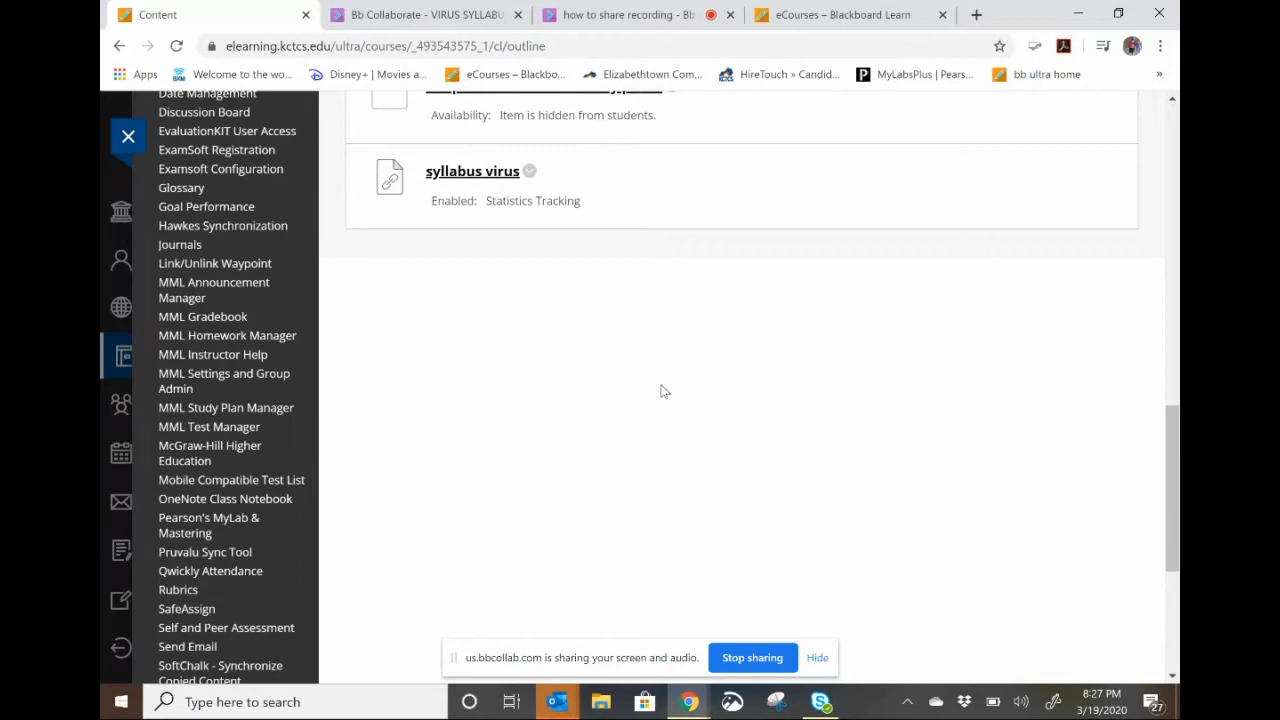 Content
Bb Collaborate - VIRUS SYLLABU
how to share recording - Bb
eCourses – Blackboard Learn
elearning.kctcs.edu/ultra/courses/_493543575_1/cl/outline
Apps
Welcome to the wo...
Disney+ | Movies a...
eCourses – Blackbo...
Elizabethtown Com...
HireTouch » Candid...
MyLabsPlus | Pears...
bb ultra home
»
Date Management
Discussion Board
EvaluationKIT User Access
ExamSoft Registration
Examsoft Configuration
Glossary
Goal Performance
Hawkes Synchronization
Journals
Link/Unlink Waypoint
MML Announcement
Manager
MML Gradebook
MML Homework Manager
MML Instructor Help
MML Settings and Group
Admin
MML Study Plan Manager
MML Test Manager
McGraw-Hill Higher
Education
Mobile Compatible Test List
OneNote Class Notebook
Pearson's MyLab &
Mastering
Pruvalu Sync Tool
Qwickly Attendance
Rubrics
SafeAssign
Self and Peer Assessment
Send Email
SoftChalk - Synchronize
Copied Content
Availability: Item is hidden from students.
syllabus virus
Enabled: Statistics Tracking
us.bbcollab.com is sharing your screen and audio.
Stop sharing
Hide
Type here to search
8:27 PM
3/19/2020
27